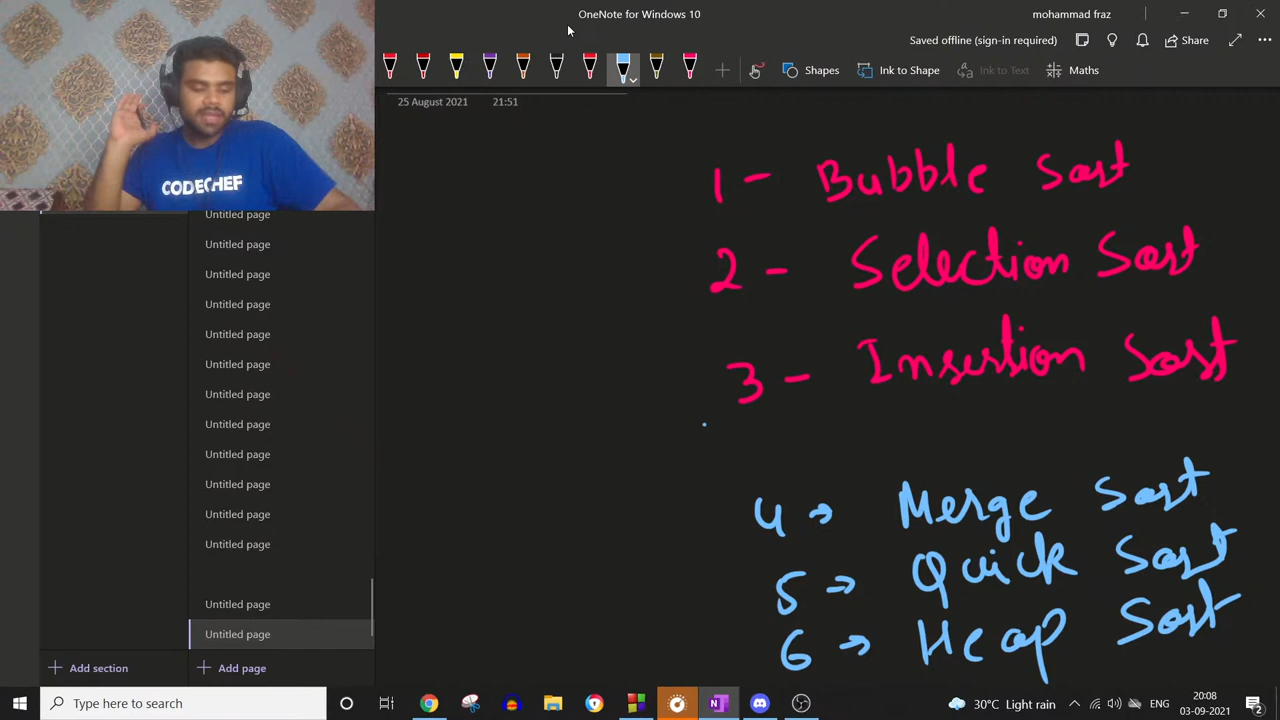 OneNote for Windows 10
mohammad fraz
Saved offline (sign-in required)
Share
Shapes
Ink to Shape
Ink to Text
Maths
25 August 2021 21:51
CODECHEF
1 - Bubble Sort
2 - Selection Sort
3 - Insertion Sort
4 → Merge Sort
5 → Quick Sort
6 → Heap Sort
Untitled page
Untitled page
Untitled page
Untitled page
Untitled page
Untitled page
Untitled page
Untitled page
Untitled page
Untitled page
Untitled page
Untitled page
Untitled page
Untitled page
Add section
Add page
Type here to search
30°C Light rain
ENG
20:08
03-09-2021
2